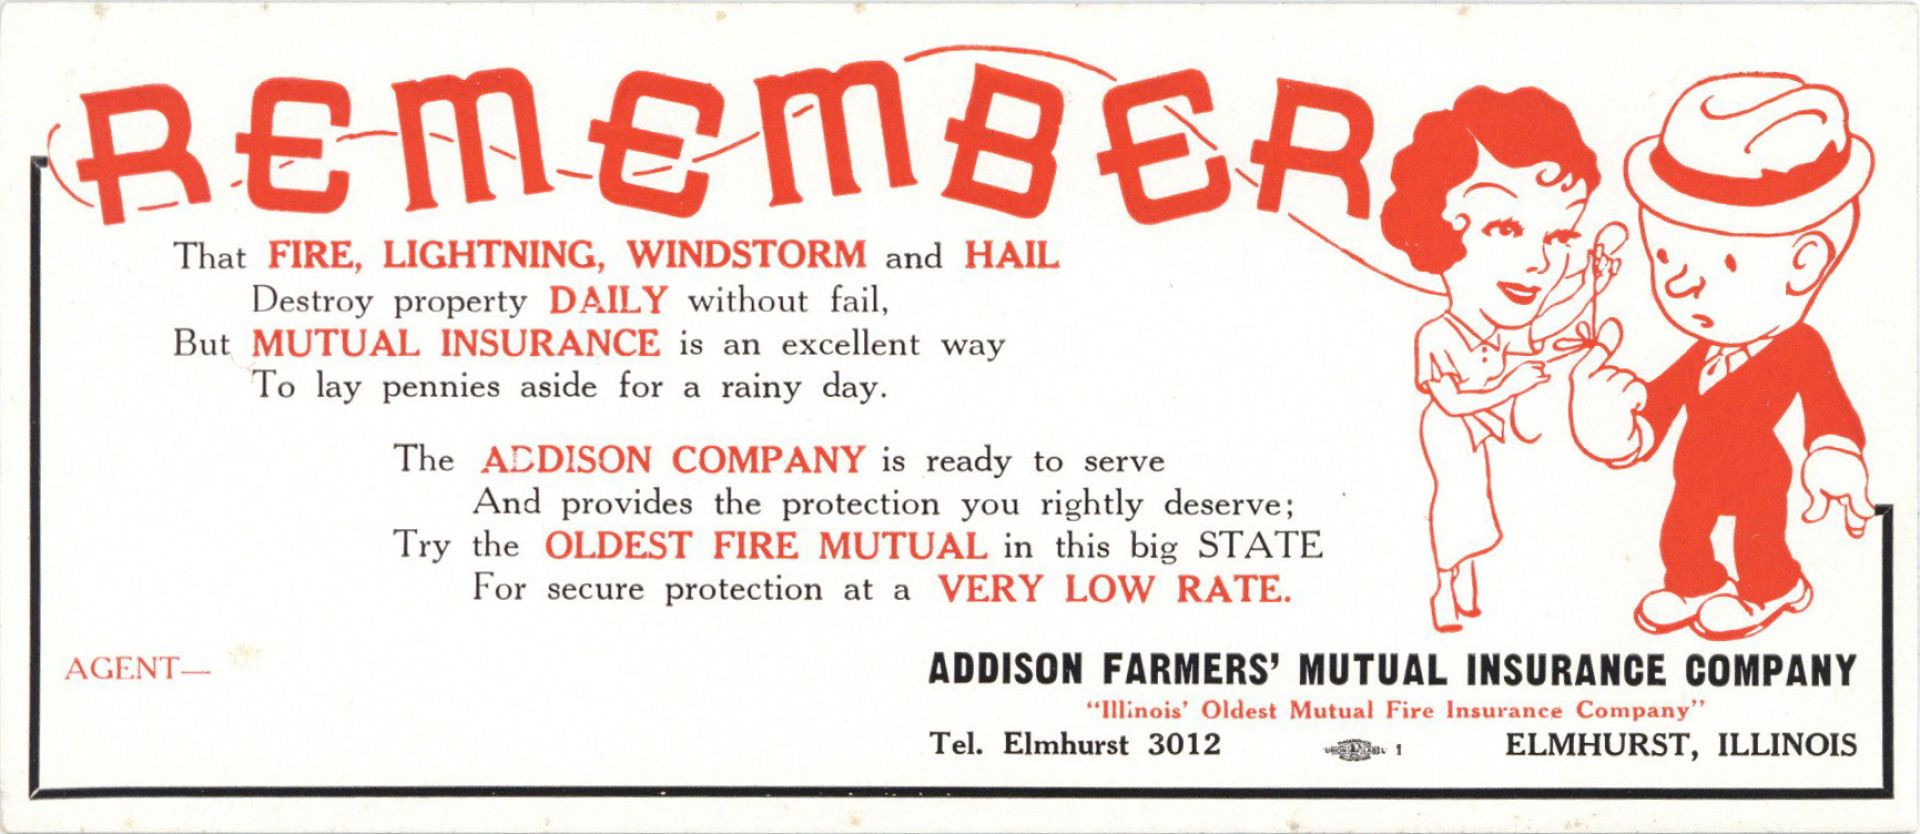 REMEMBER
That FIRE, LIGHTNING, WINDSTORM and HAIL
Destroy property DAILY without fail,
But MUTUAL INSURANCE is an excellent way
To lay pennies aside for a rainy day.
The ADDISON COMPANY is ready to serve
And provides the protection you rightly deserve;
Try the OLDEST FIRE MUTUAL in this big STATE
For secure protection at a VERY LOW RATE.
AGENT—
ADDISON FARMERS' MUTUAL INSURANCE COMPANY
"Illinois' Oldest Mutual Fire Insurance Company"
Tel. Elmhurst 3012
UNION LABEL 1
ELMHURST, ILLINOIS